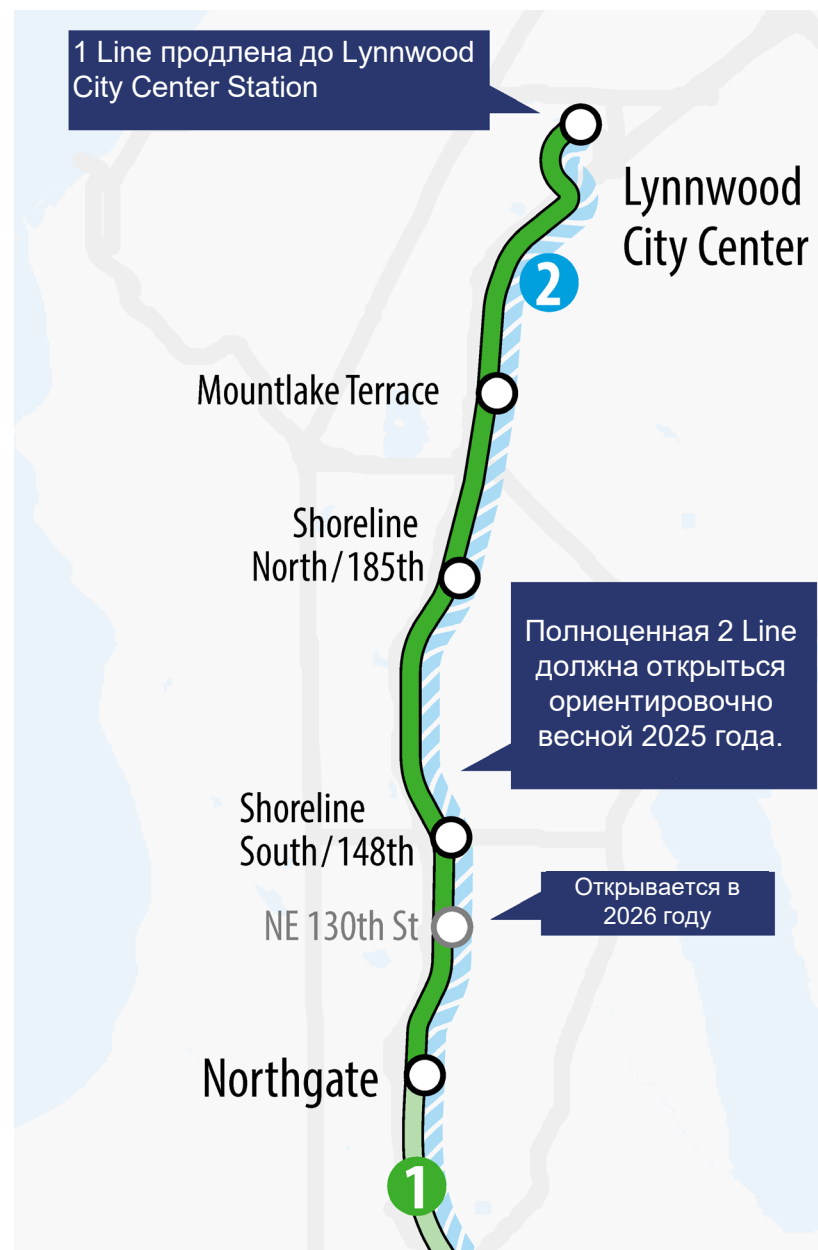 1 Line продлена до Lynnwood
City Center Station
Lynnwood
City Center
2
Mountlake Terrace
Shoreline
North/185th
Полноценная 2 Line
должна открыться
ориентировочно
весной 2025 года.
Shoreline
South/148th
Открывается в
2026 году
NE 130th St
Northgate
1